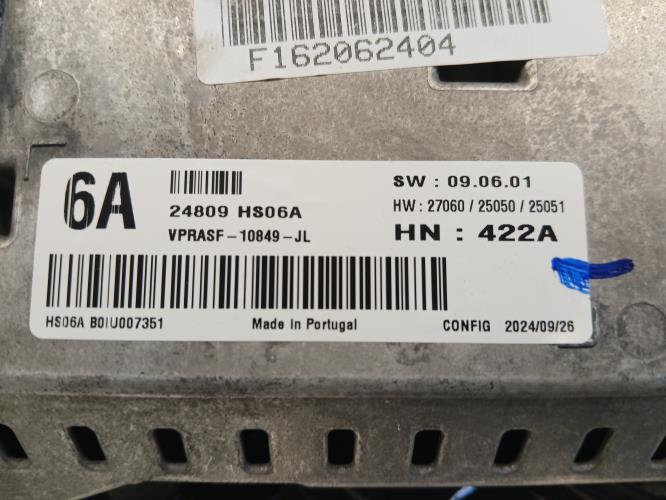 F162062404
6A
24809 HS06A
VPRASF-10849-JL
SW : 09.06.01
HW : 27060 / 25050 / 25051
HN : 422A
HS06A B0IU007351
Made in Portugal
CONFIG 2024/09/26